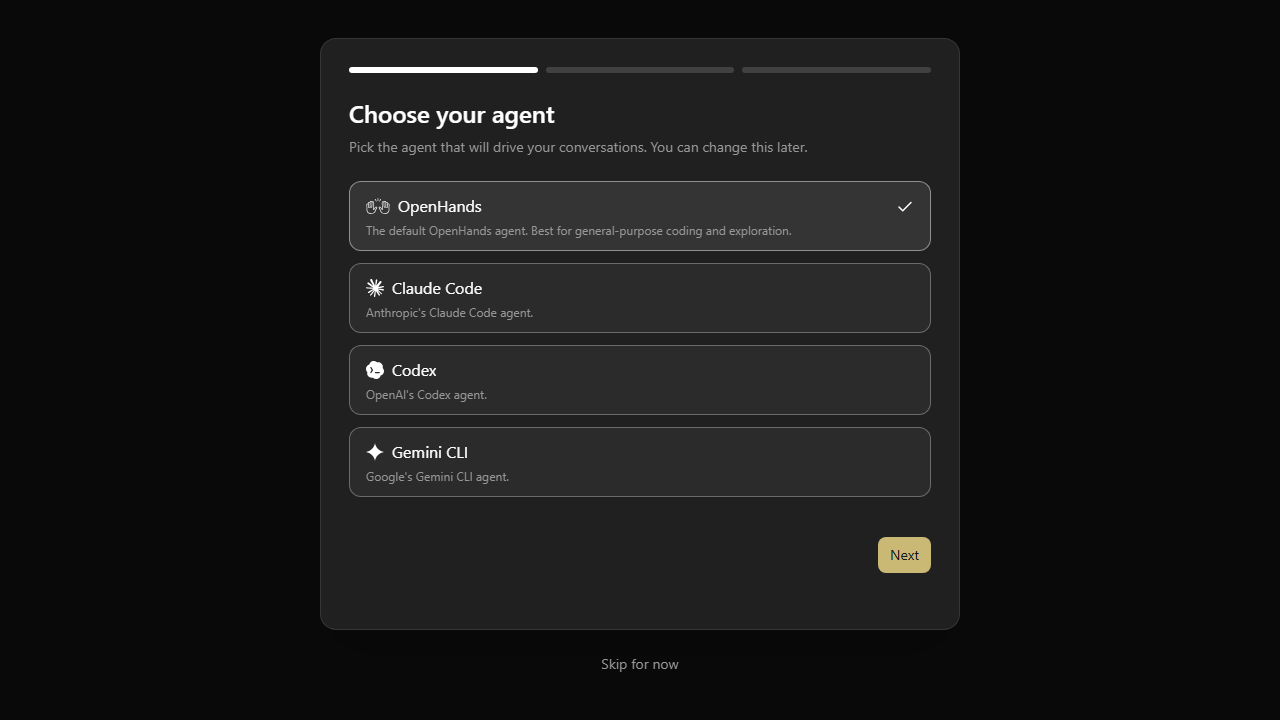 Choose your agent
Pick the agent that will drive your conversations. You can change this later.
OpenHands
The default OpenHands agent. Best for general-purpose coding and exploration.
Claude Code
Anthropic's Claude Code agent.
Codex
OpenAI's Codex agent.
Gemini CLI
Google's Gemini CLI agent.
Next
Skip for now